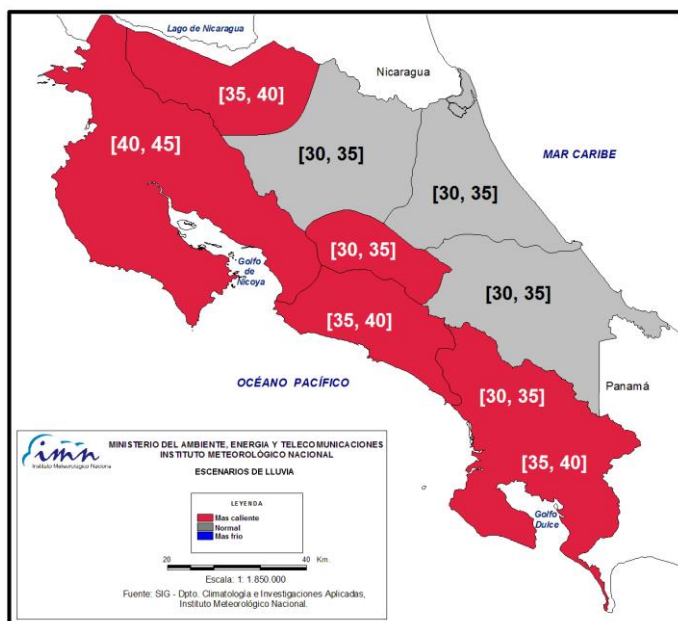 Lago de Nicaragua
Nicaragua
[35, 40]
[40, 45]
[30, 35]
MAR CARIBE
[30, 35]
[30, 35]
Golfo
de
Nicoya
[30, 35]
[35, 40]
OCÉANO PACÍFICO
Panamá
[30, 35]
[35, 40]
Golfo
Dulce
imn
Instituto Meteorológico Nacional
MINISTERIO DEL AMBIENTE, ENERGIA Y TELECOMUNICACIONES
INSTITUTO METEOROLÓGICO NACIONAL
ESCENARIOS DE LLUVIA
LEYENDA
Mas caliente
Normal
Mas frio
20 0 40 Km.
Escala: 1: 1.850.000
Fuente: SIG - Dpto. Climatología e Investigaciones Aplicadas,
Instituto Meteorológico Nacional.